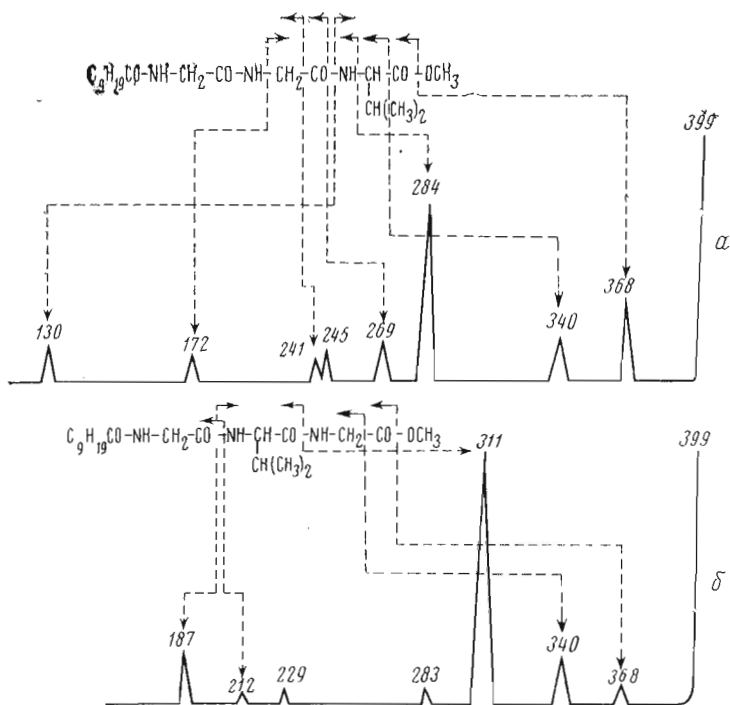 C₉H₁₉CO–NH–CH₂–CO–NH–CH₂–CO–NH–CH–CO–OCH₃
CH(CH₃)₂
399
284
а
368
340
130
172
241
245
269
C₉H₁₉CO–NH–CH₂–CO–NH–CH–CO–NH–CH₂–CO–OCH₃
CH(CH₃)₂
311
399
б
187
212
229
283
340
368